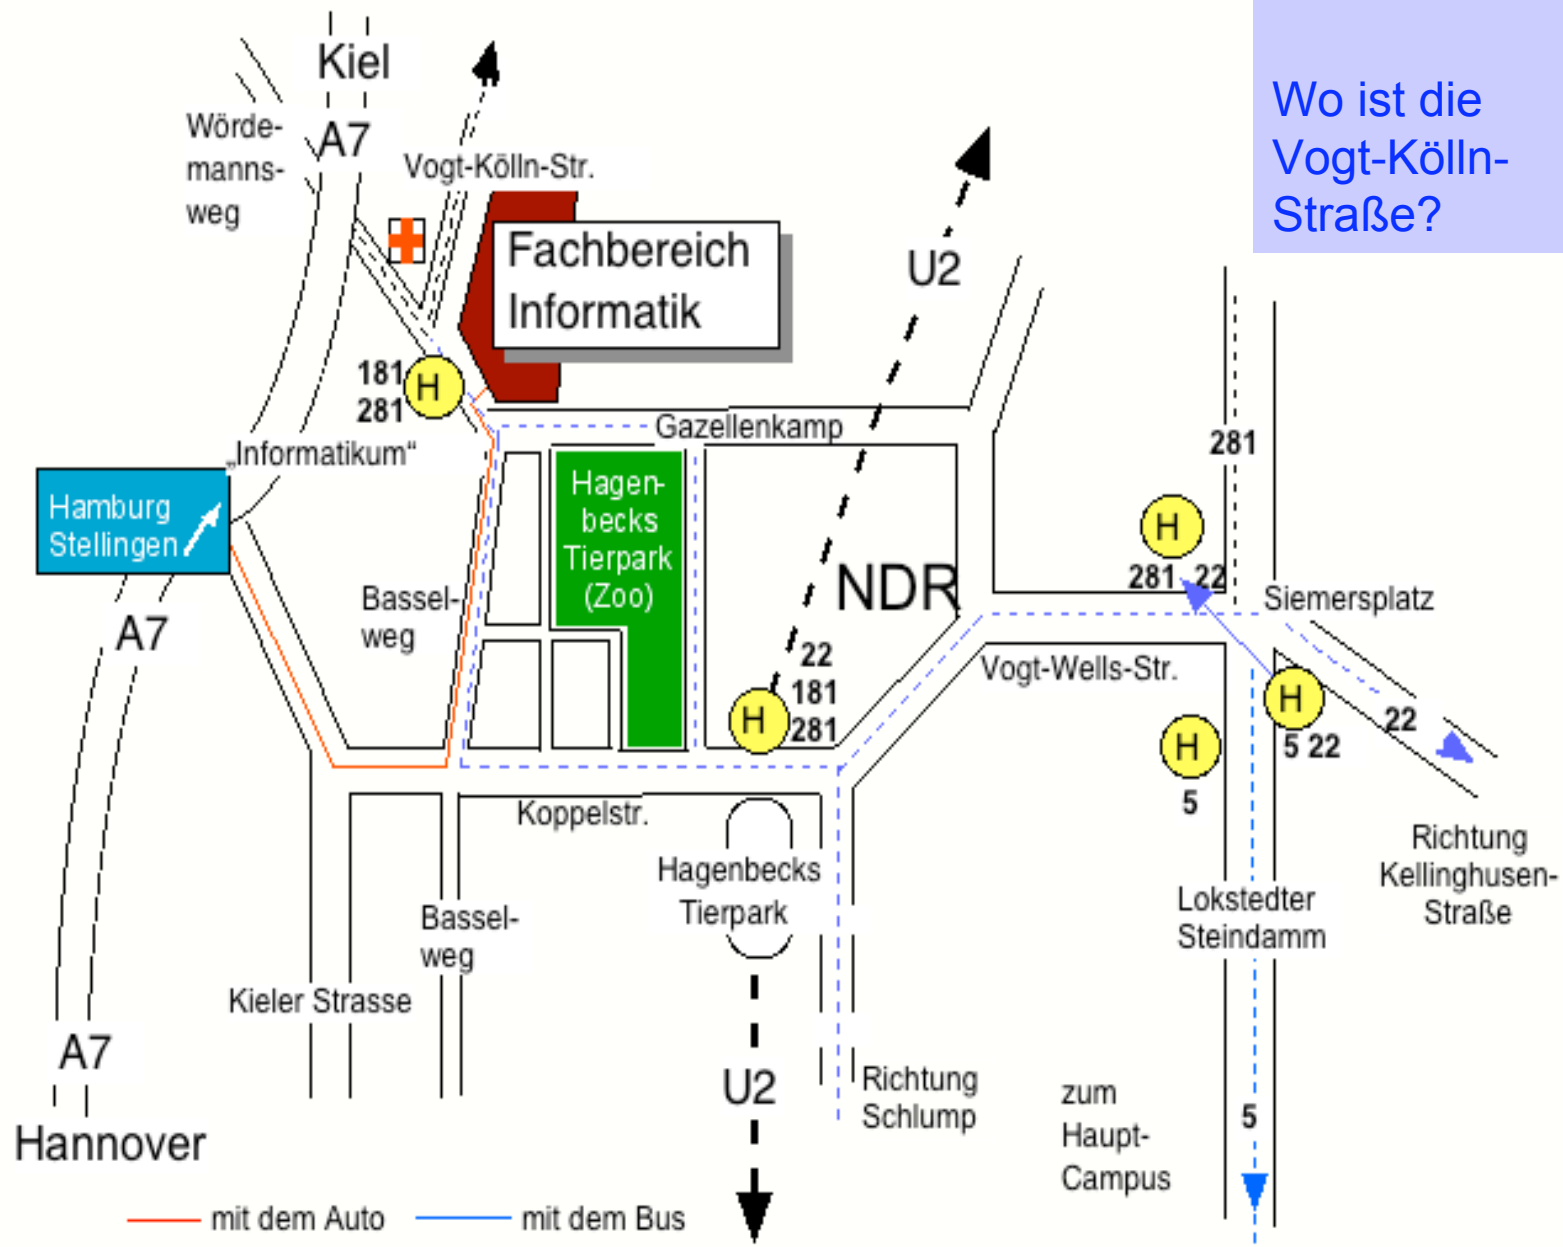 Wo ist die
Vogt-Kölln-
Straße?
Kiel
A7
Wörde-
manns-
weg
Vogt-Kölln-Str.
Fachbereich
Informatik
U2
181
281
H
„Informatikum“
Gazellenkamp
281
Hamburg
Stellingen
Hagen-
becks
Tierpark
(Zoo)
H
281 22
NDR
Siemersplatz
Bassel-
weg
A7
22
181
281
H
Vogt-Wells-Str.
H
5 22
22
H
5
Koppelstr.
Hagenbecks
Tierpark
Richtung
Kellinghusen-
Straße
Lokstedter
Steindamm
Bassel-
weg
Kieler Strasse
A7
Hannover
U2
Richtung
Schlump
zum
Haupt-
Campus
5
mit dem Auto
mit dem Bus